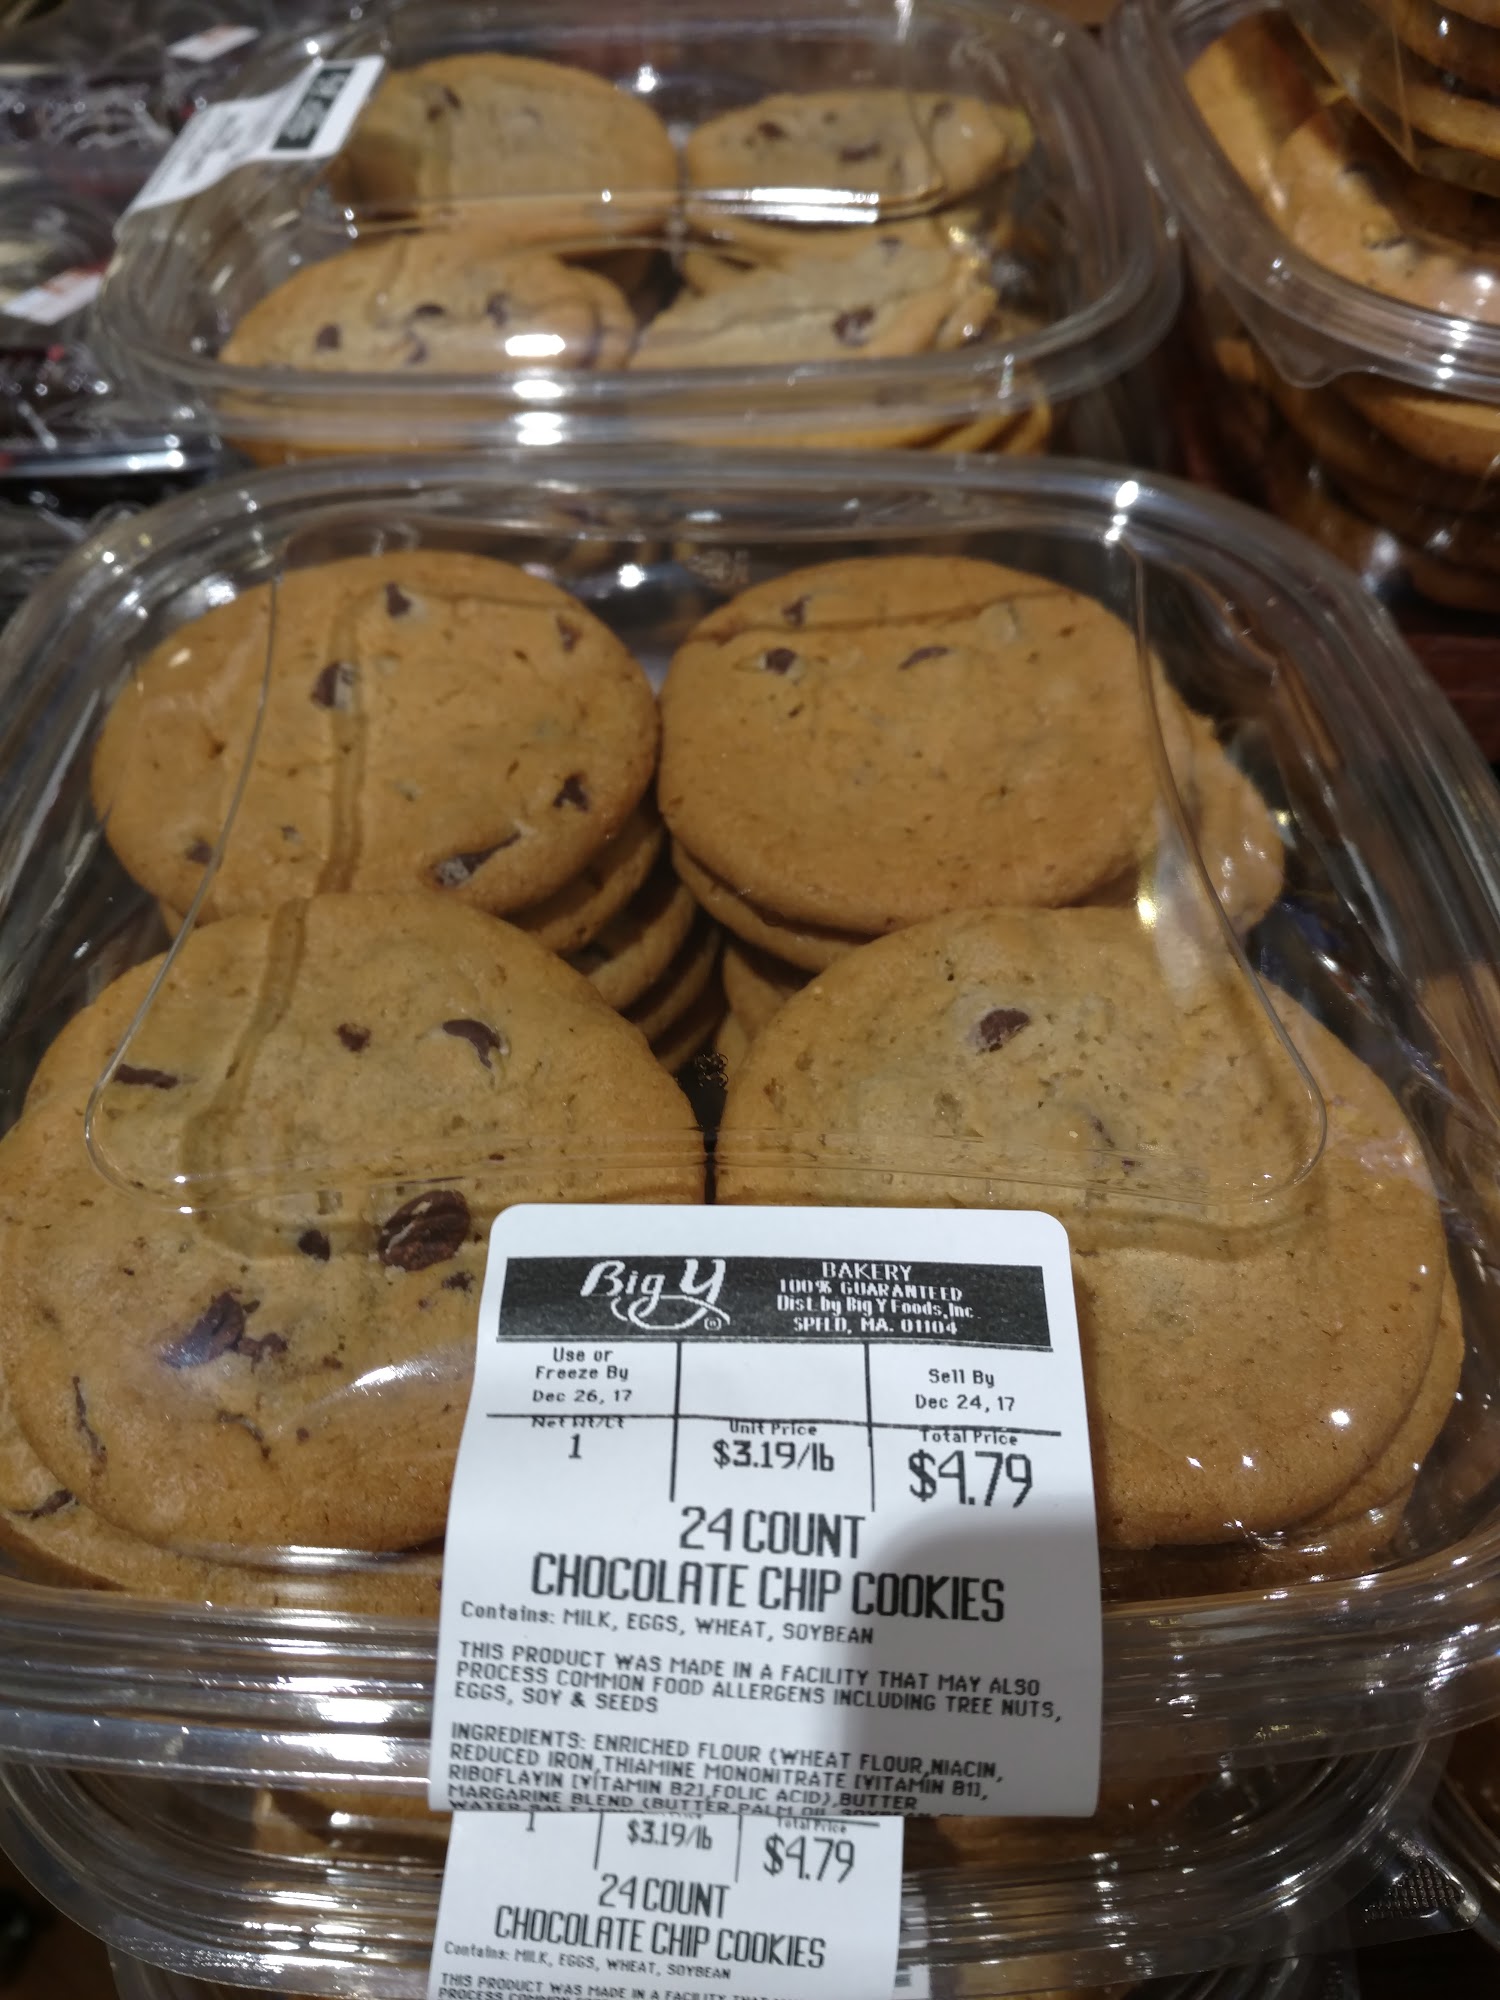 Big Y
BAKERY
100% GUARANTEED
Dist. by Big Y Foods, Inc.
SPFLD, MA. 01104
Use or
Freeze By
Dec 26, 17
Sell By
Dec 24, 17
Net Wt/Ct
1
Unit Price
$3.19/lb
Total Price
$4.79
24 COUNT
CHOCOLATE CHIP COOKIES
Contains: MILK, EGGS, WHEAT, SOYBEAN
THIS PRODUCT WAS MADE IN A FACILITY THAT MAY ALSO
PROCESS COMMON FOOD ALLERGENS INCLUDING TREE NUTS,
EGGS, SOY & SEEDS
INGREDIENTS: ENRICHED FLOUR (WHEAT FLOUR,NIACIN,
REDUCED IRON,THIAMINE MONONITRATE [VITAMIN B1],
RIBOFLAVIN [VITAMIN B2],FOLIC ACID),BUTTER
MARGARINE BLEND (BUTTER,PALM OIL,
1
$3.19/lb
Total Price
$4.79
24 COUNT
CHOCOLATE CHIP COOKIES
Contains: MILK, EGGS, WHEAT, SOYBEAN
THIS PRODUCT WAS MADE IN A FACILITY
PROCESS